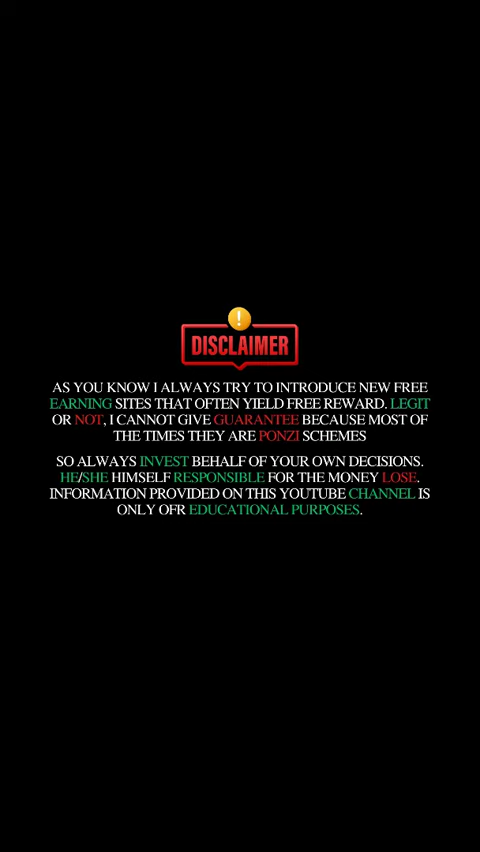 !
DISCLAIMER
AS YOU KNOW I ALWAYS TRY TO INTRODUCE NEW FREE
EARNING SITES THAT OFTEN YIELD FREE REWARD. LEGIT
OR NOT, I CANNOT GIVE GUARANTEE BECAUSE MOST OF
THE TIMES THEY ARE PONZI SCHEMES
SO ALWAYS INVEST BEHALF OF YOUR OWN DECISIONS.
HE/SHE HIMSELF RESPONSIBLE FOR THE MONEY LOSE.
INFORMATION PROVIDED ON THIS YOUTUBE CHANNEL IS
ONLY OFR EDUCATIONAL PURPOSES.